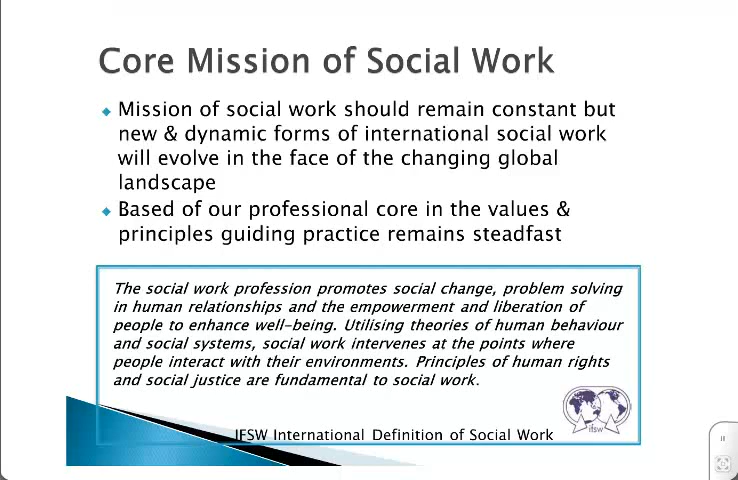 Core Mission of Social Work
Mission of social work should remain constant but
new & dynamic forms of international social work
will evolve in the face of the changing global
landscape
Based of our professional core in the values &
principles guiding practice remains steadfast
The social work profession promotes social change, problem solving
in human relationships and the empowerment and liberation of
people to enhance well-being. Utilising theories of human behaviour
and social systems, social work intervenes at the points where
people interact with their environments. Principles of human rights
and social justice are fundamental to social work.
ifsw
IFSW International Definition of Social Work